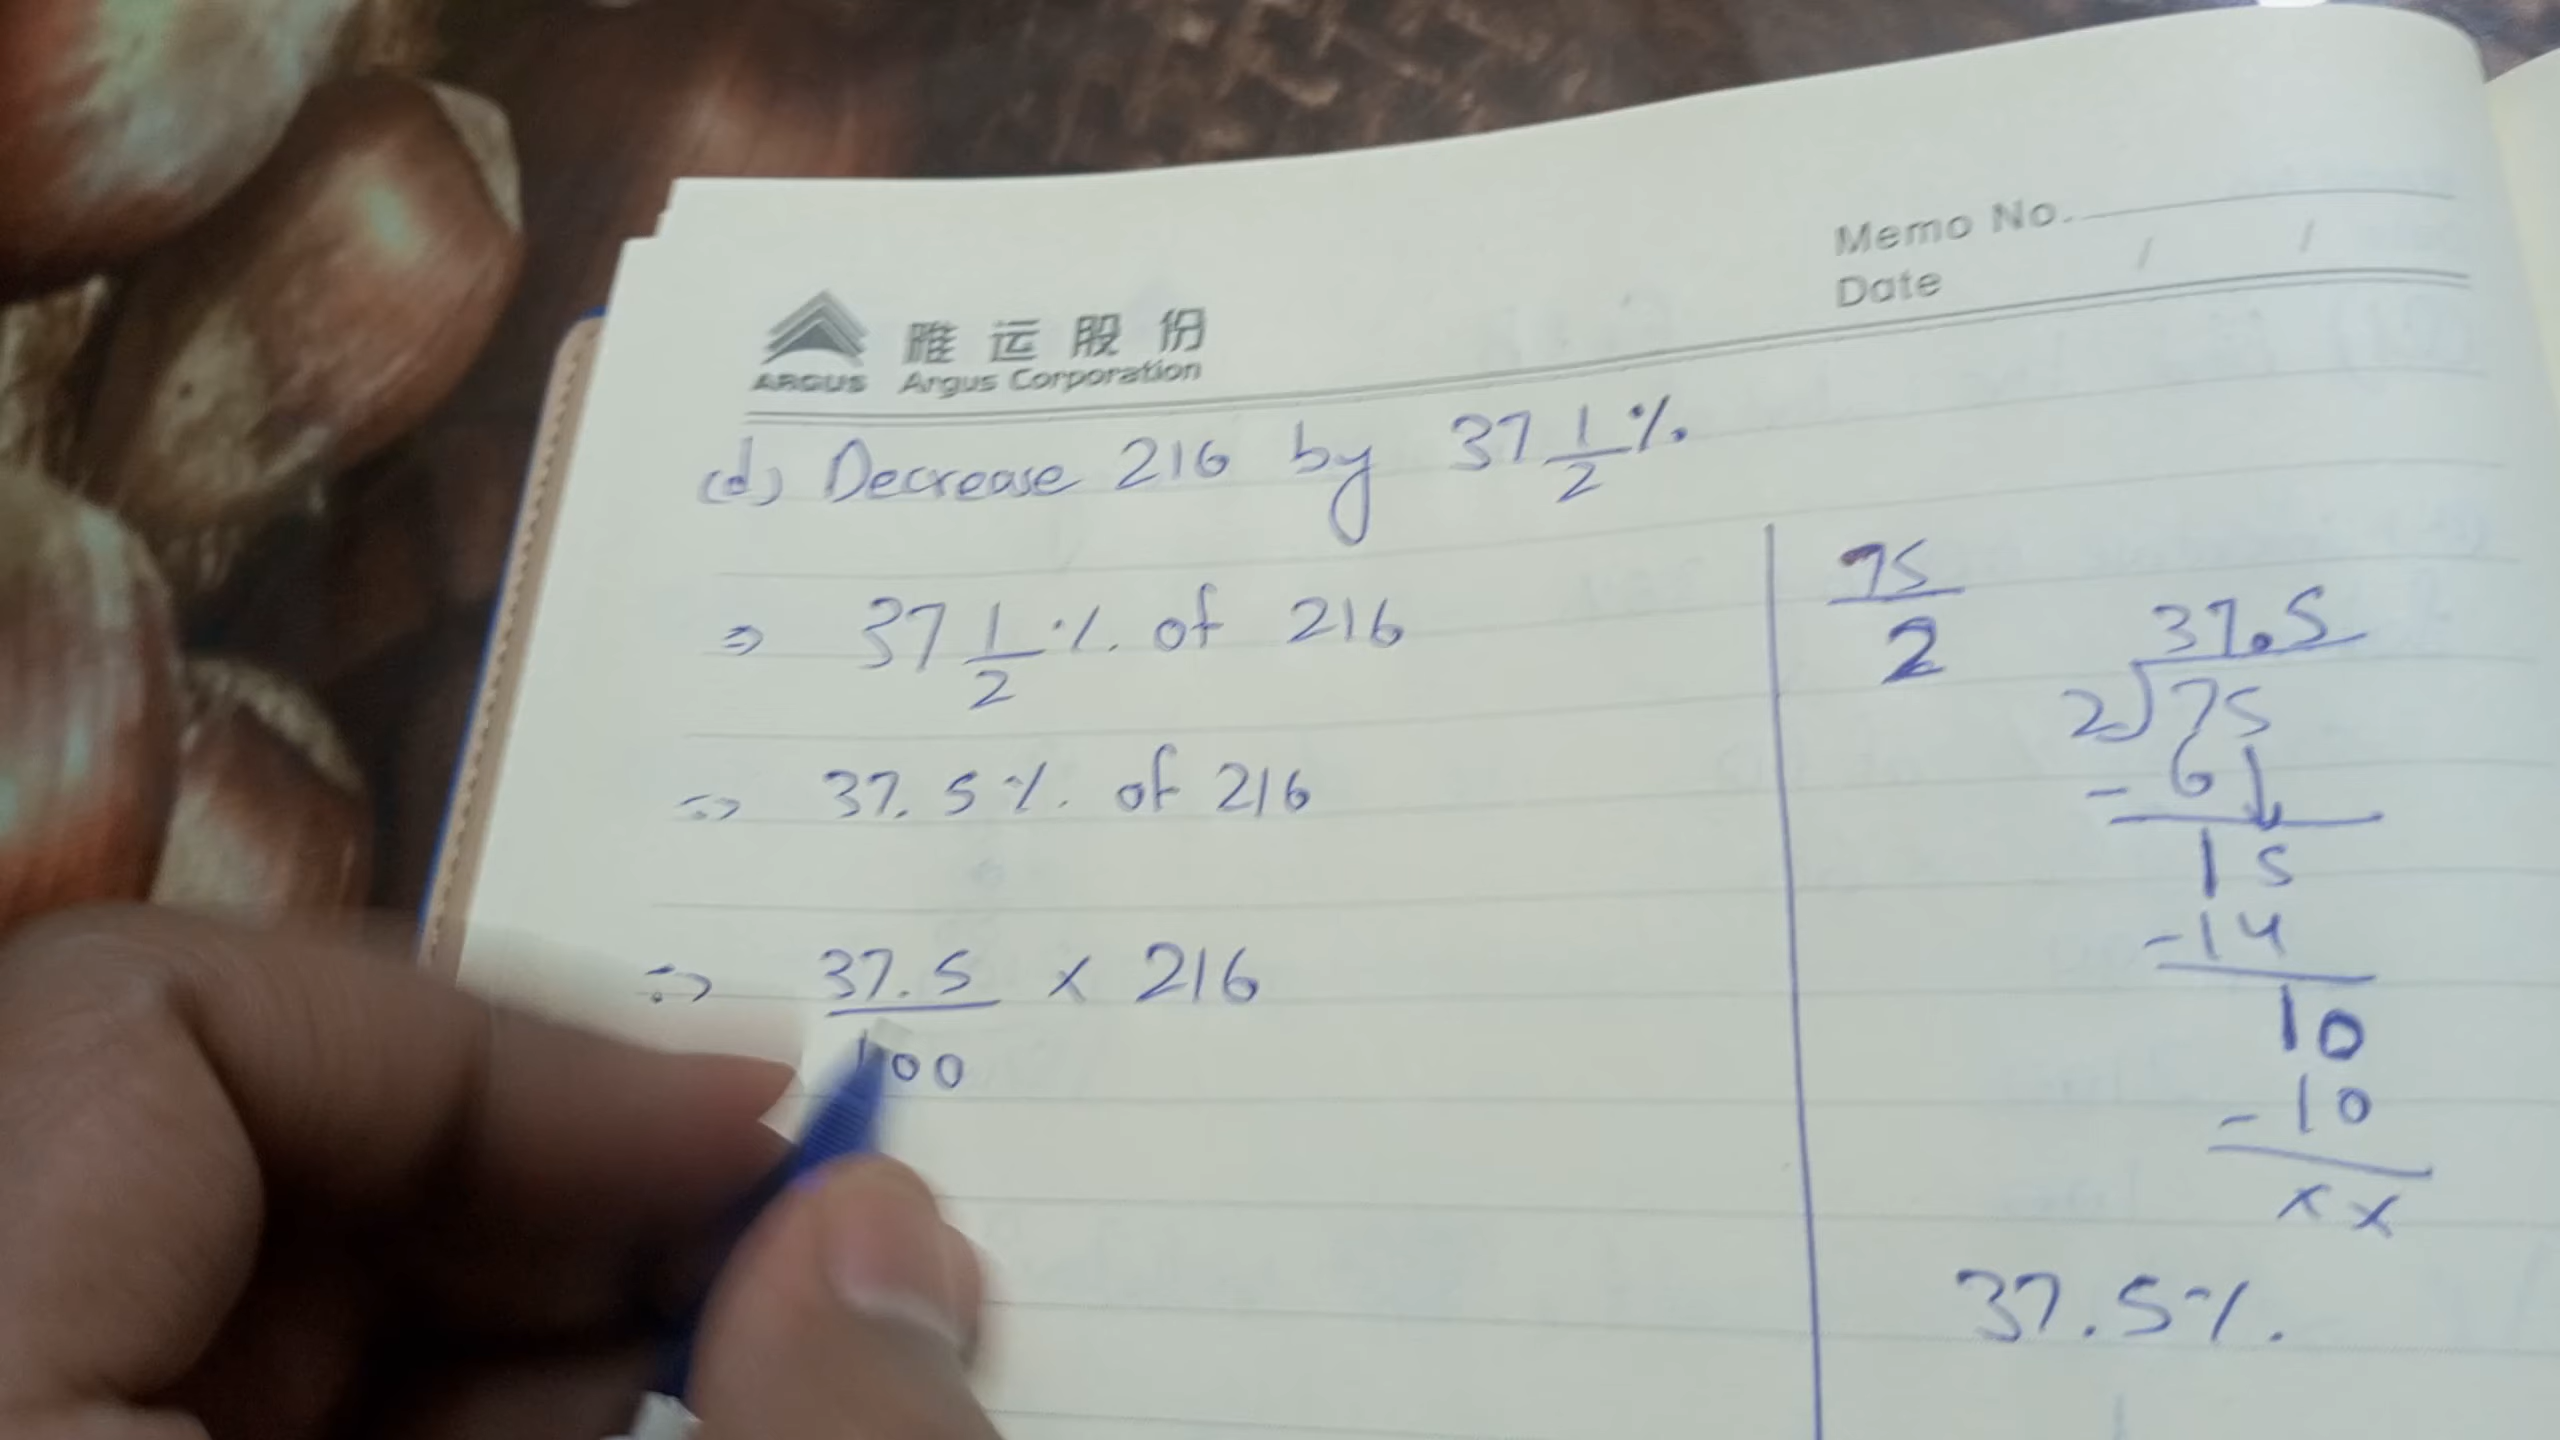 Memo No.
Date / /
雅运股份
ARGUS Argus Corporation
(d) Decrease 216 by 37 1/2 %.
⇒ 37 1/2 %. of 216
⇒ 37.5 %. of 216
⇒ 37.5/100 × 216
75/2
37.5
2)75
- 6
15
-14
10
-10
x x
37.5 %.